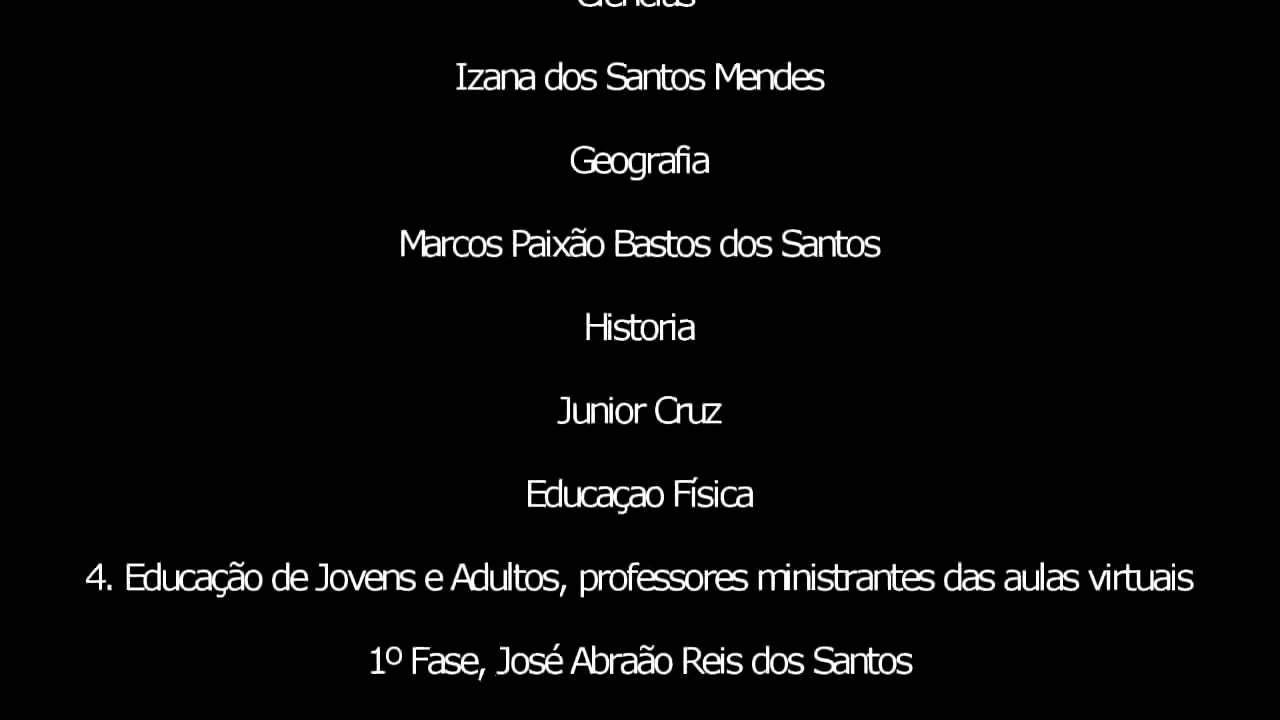 Ciências
Izana dos Santos Mendes
Geografia
Marcos Paixão Bastos dos Santos
Historia
Junior Cruz
Educaçao Física
4. Educação de Jovens e Adultos, professores ministrantes das aulas virtuais
1º Fase, José Abraão Reis dos Santos